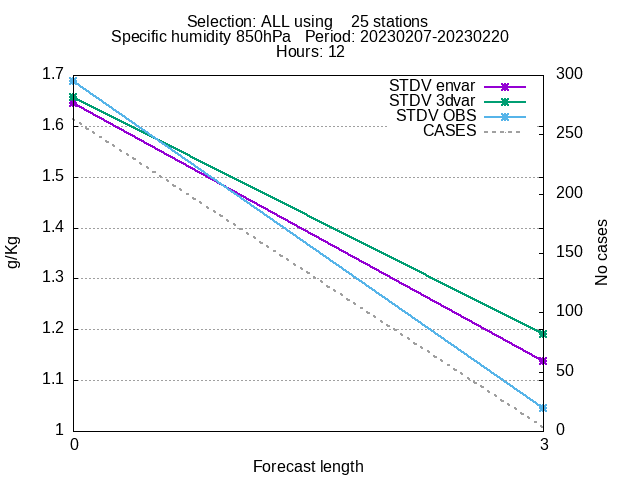 Selection: ALL using    25 stations
Specific humidity 850hPa   Period: 20230207-20230220
Hours: 12
1.7
1.6
1.5
1.4
1.3
1.2
1.1
1
300
250
200
150
100
50
0
STDV envar
STDV 3dvar
STDV OBS
CASES
g/Kg
No cases
0
3
Forecast length